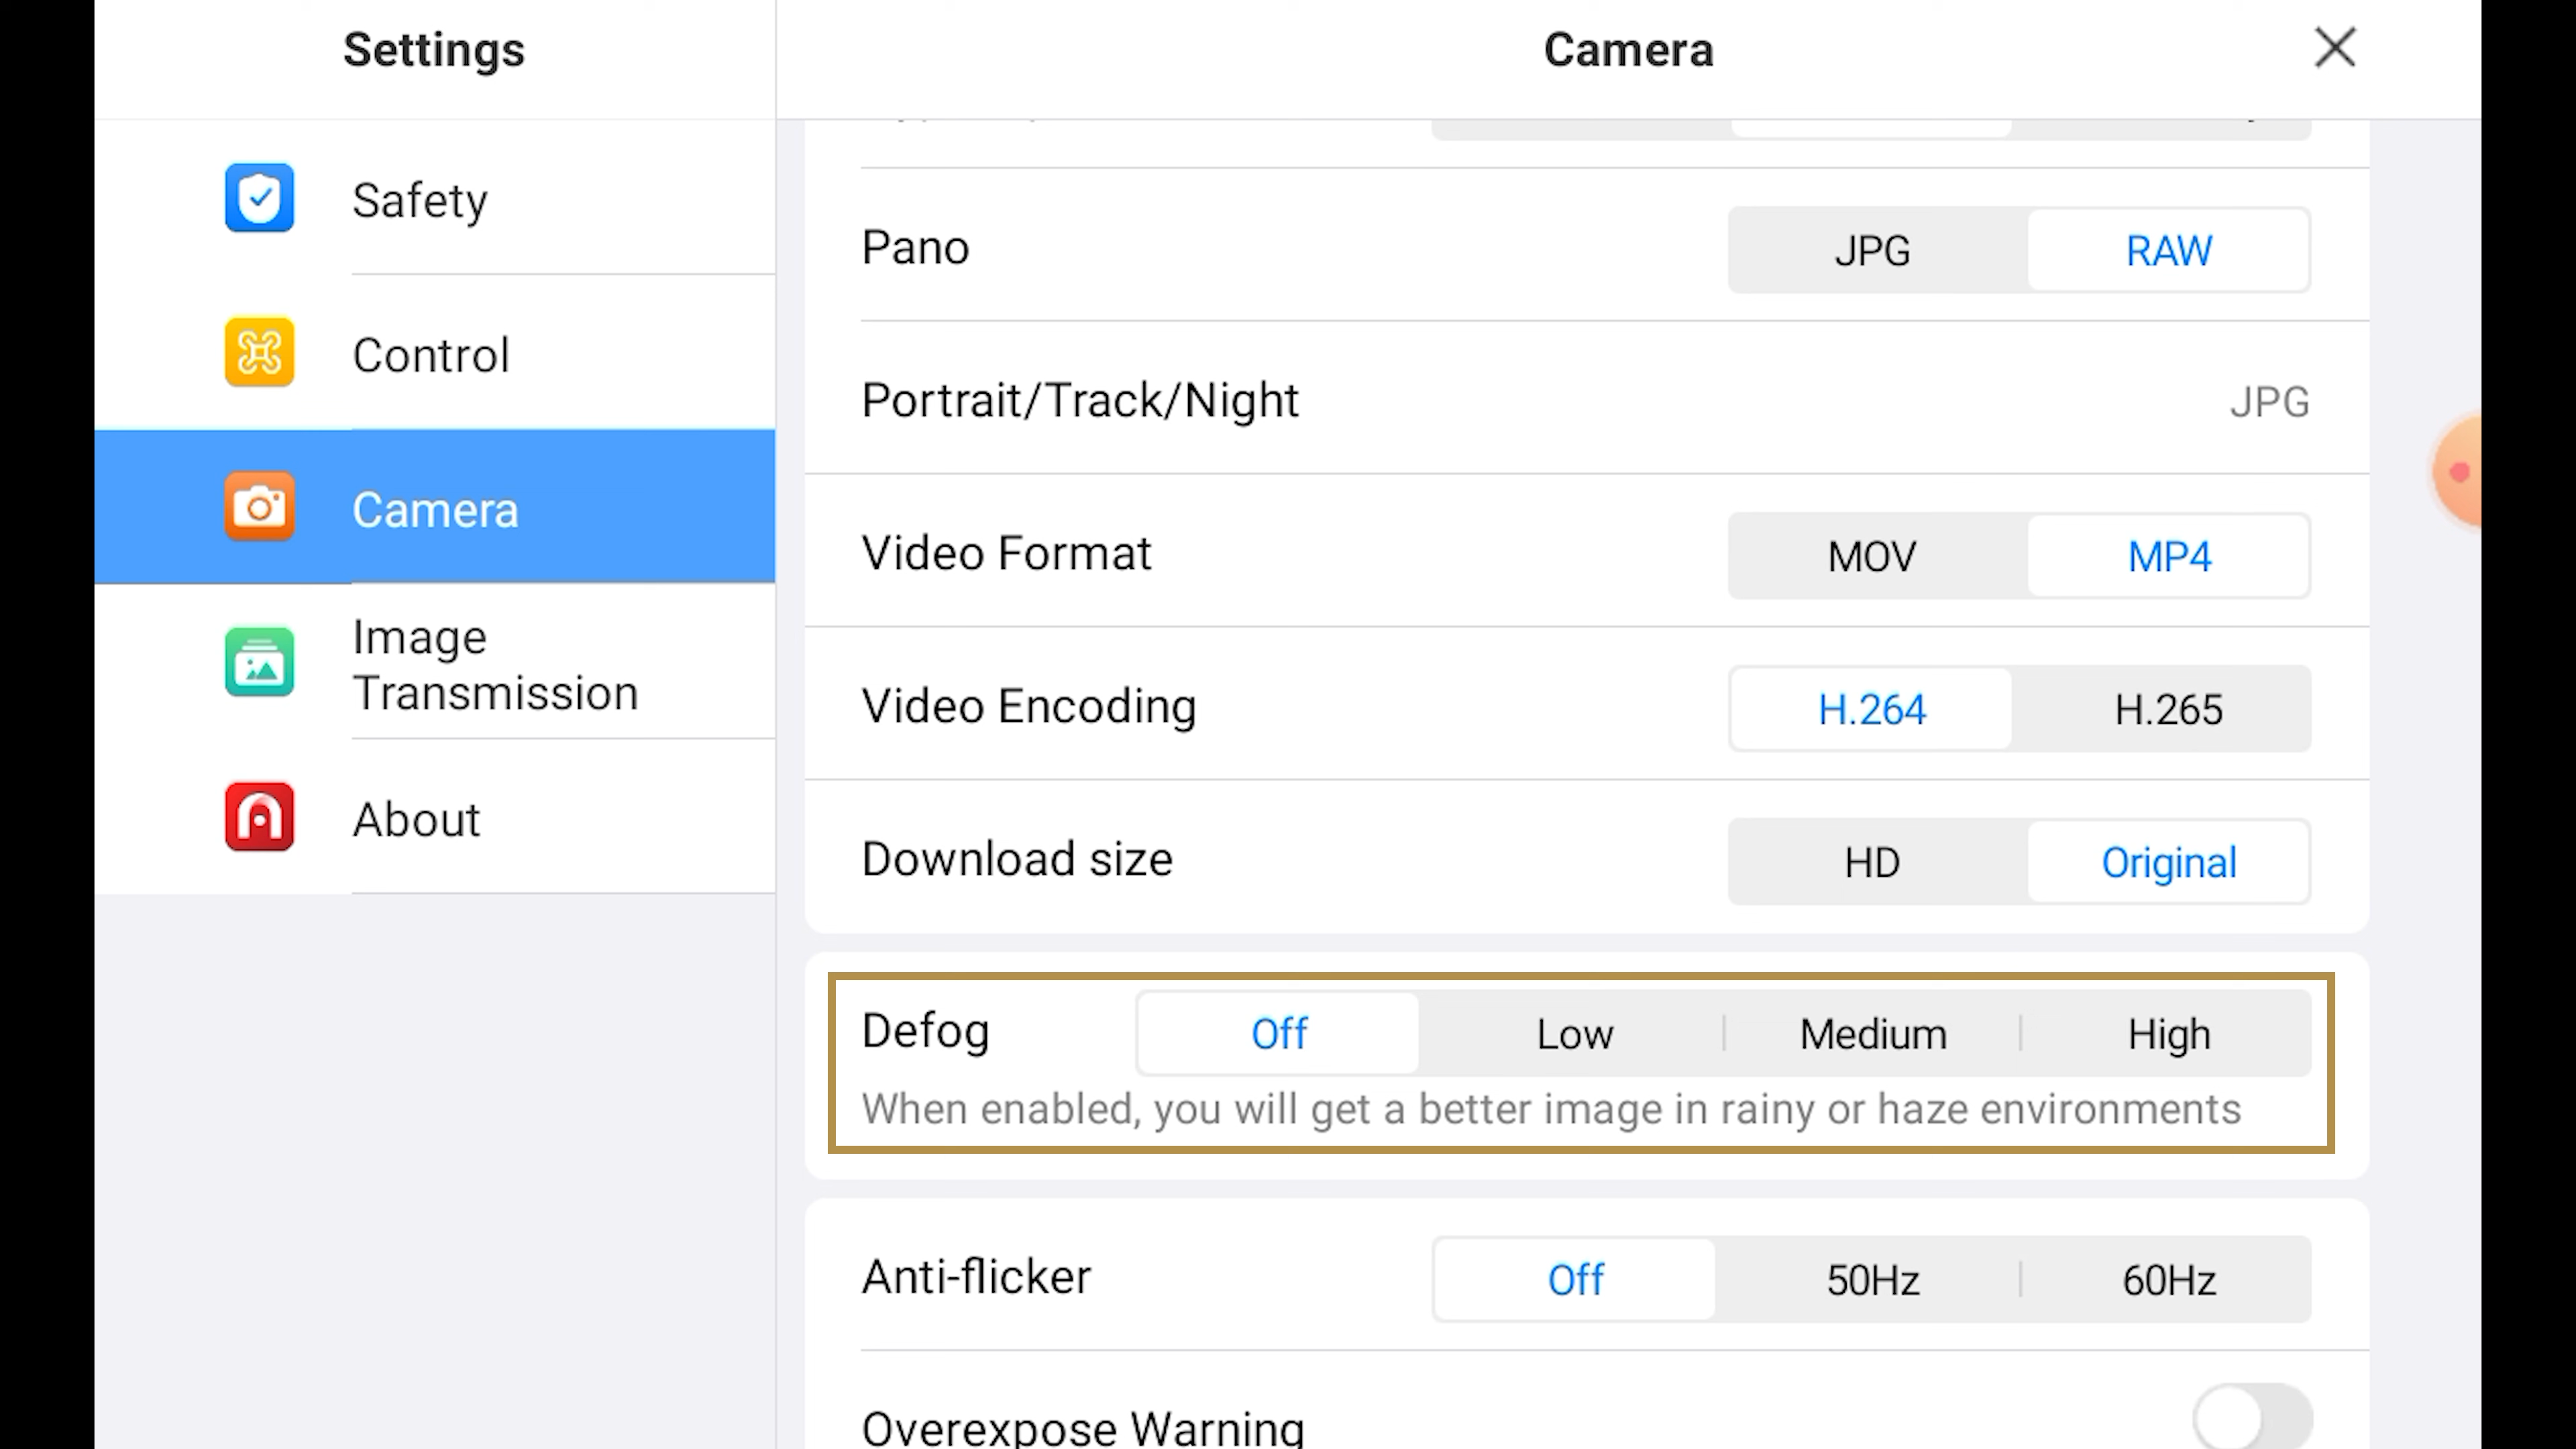 Settings
Camera
Safety
Control
Camera
Image
Transmission
About
Pano JPG RAW
Portrait/Track/Night JPG
Video Format MOV MP4
Video Encoding H.264 H.265
Download size HD Original
Defog Off Low Medium High
When enabled, you will get a better image in rainy or haze environments
Anti-flicker Off 50Hz 60Hz
Overexpose Warning